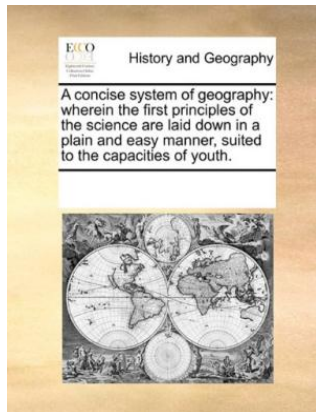 ECCO
History and Geography
A concise system of geography:
wherein the first principles of
the science are laid down in a
plain and easy manner, suited
to the capacities of youth.